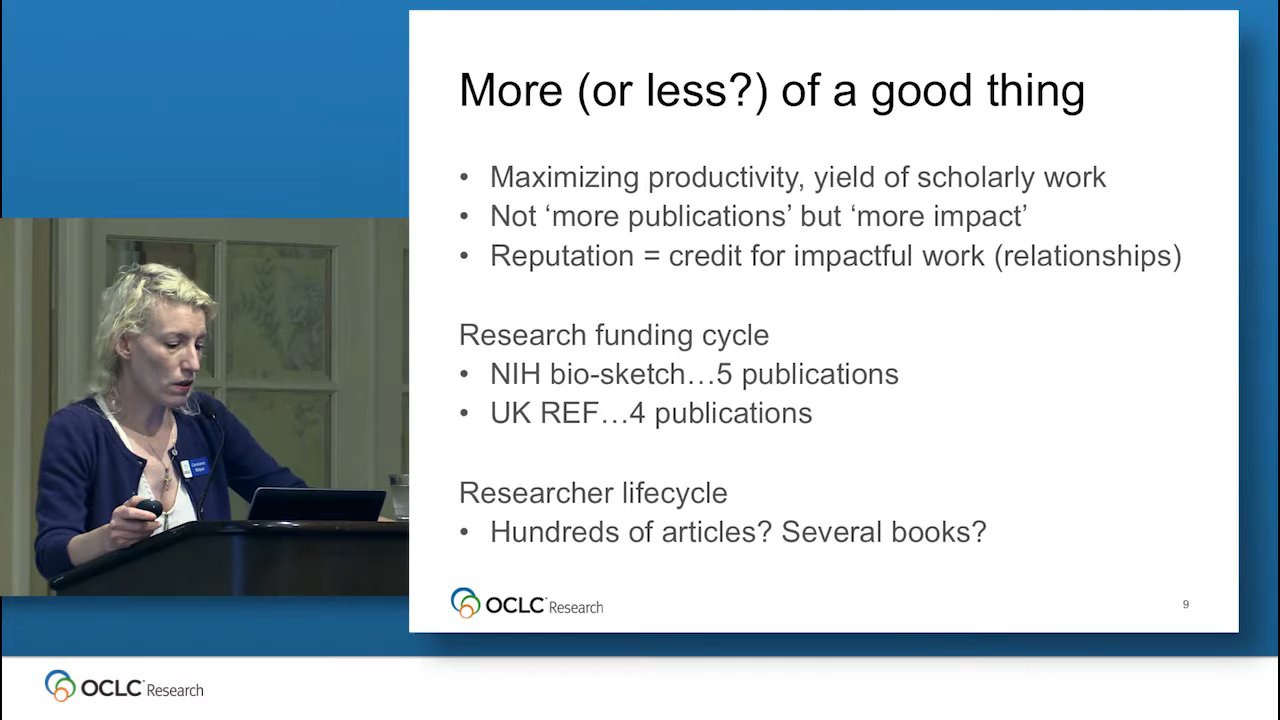 More (or less?) of a good thing
• Maximizing productivity, yield of scholarly work
• Not ‘more publications’ but ‘more impact’
• Reputation = credit for impactful work (relationships)
Research funding cycle
• NIH bio-sketch…5 publications
• UK REF…4 publications
Researcher lifecycle
• Hundreds of articles? Several books?
OCLC Research
9
OCLC Research